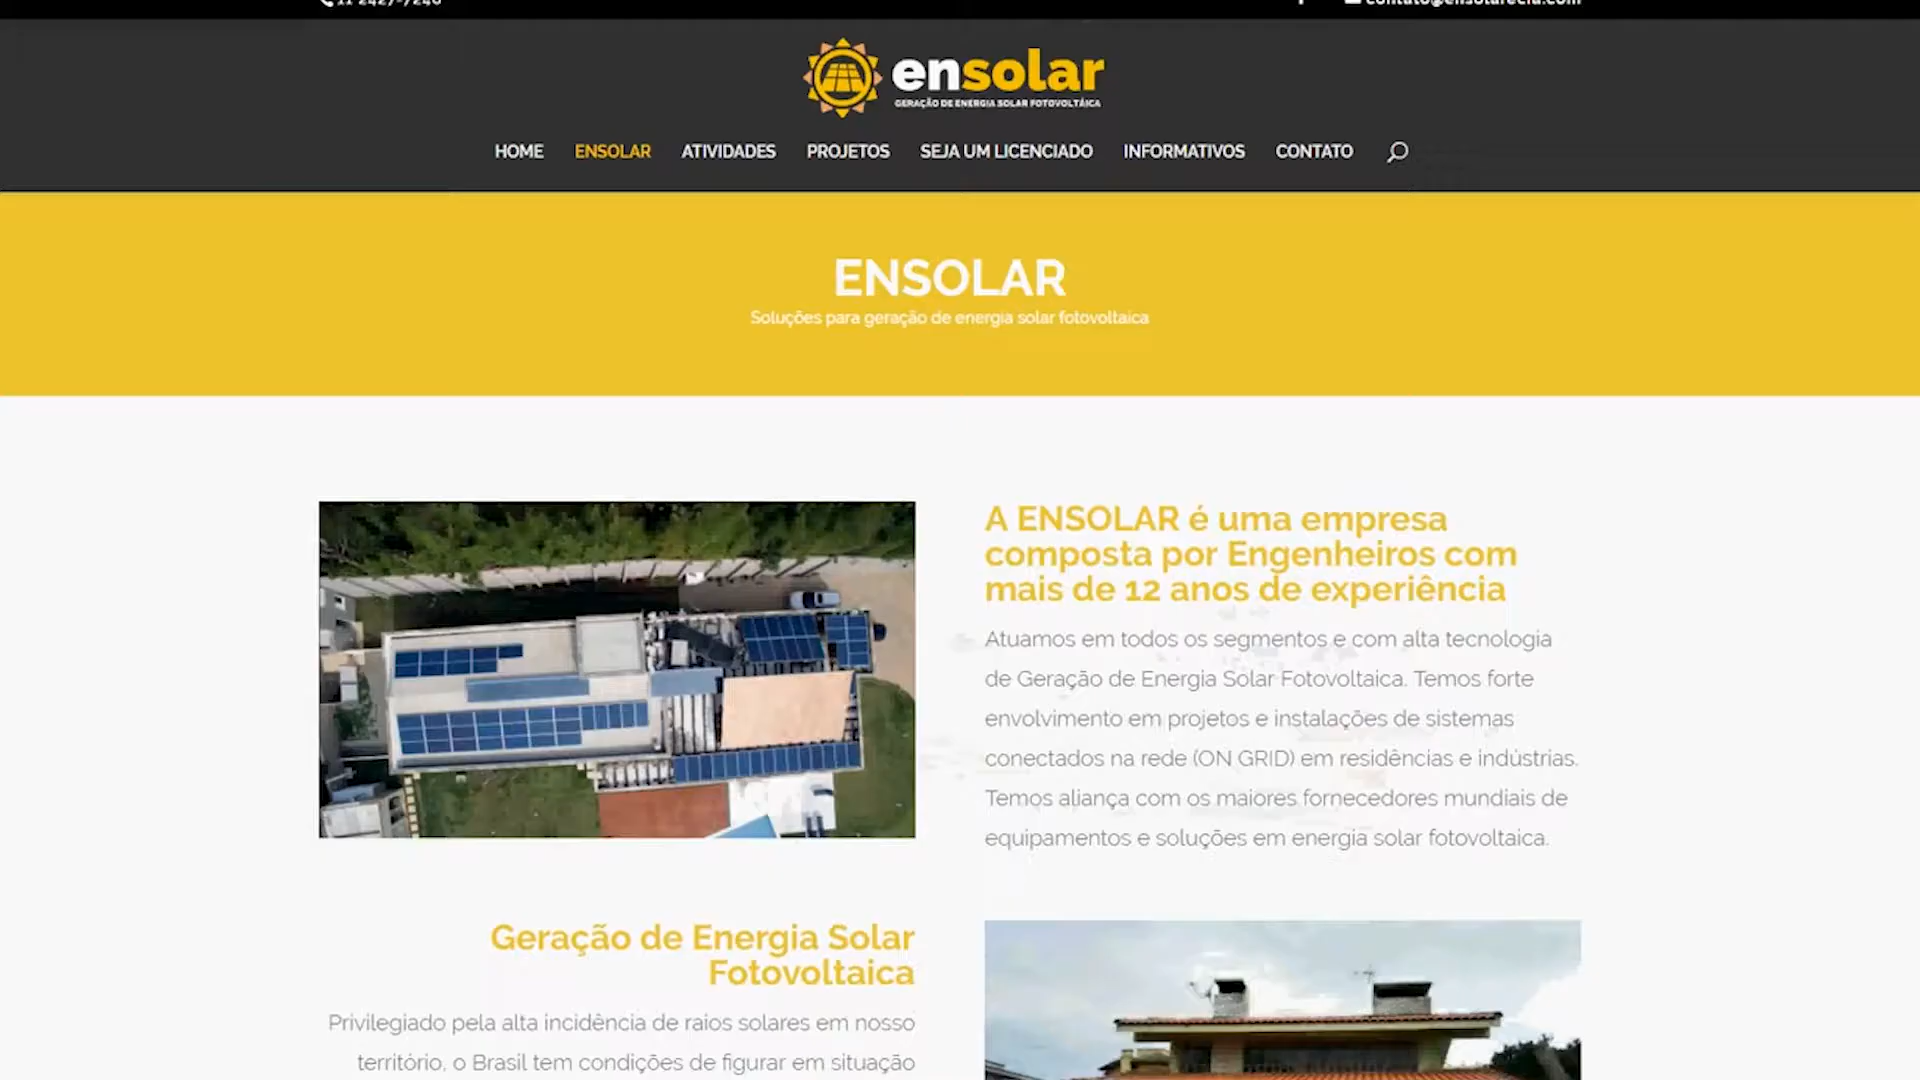 ensolar
GERAÇÃO DE ENERGIA SOLAR FOTOVOLTÁICA
HOME ENSOLAR ATIVIDADES PROJETOS SEJA UM LICENCIADO INFORMATIVOS CONTATO
ENSOLAR
Soluções para geração de energia solar fotovoltaica
A ENSOLAR é uma empresa
composta por Engenheiros com
mais de 12 anos de experiência
Atuamos em todos os segmentos e com alta tecnologia
de Geração de Energia Solar Fotovoltaica. Temos forte
envolvimento em projetos e instalações de sistemas
conectados na rede (ON GRID) em residências e indústrias.
Temos aliança com os maiores fornecedores mundiais de
equipamentos e soluções em energia solar fotovoltaica.
Geração de Energia Solar
Fotovoltaica
Privilegiado pela alta incidência de raios solares em nosso
território, o Brasil tem condições de figurar em situação